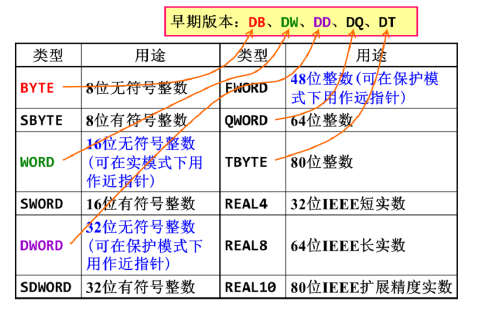 早期版本：DB、DW、DD、DQ、DT
类型 用途 类型 用途
BYTE 8位无符号整数 FWORD 48位整数(可在保护模
式下用作远指针)
SBYTE 8位有符号整数 QWORD 64位整数
WORD 16位无符号整数
(可在实模式下用
作近指针) TBYTE 80位整数
SWORD 16位有符号整数 REAL4 32位IEEE短实数
DWORD 32位无符号整数
(可在保护模式下
用作近指针) REAL8 64位IEEE长实数
SDWORD 32位有符号整数 REAL10 80位IEEE扩展精度实数